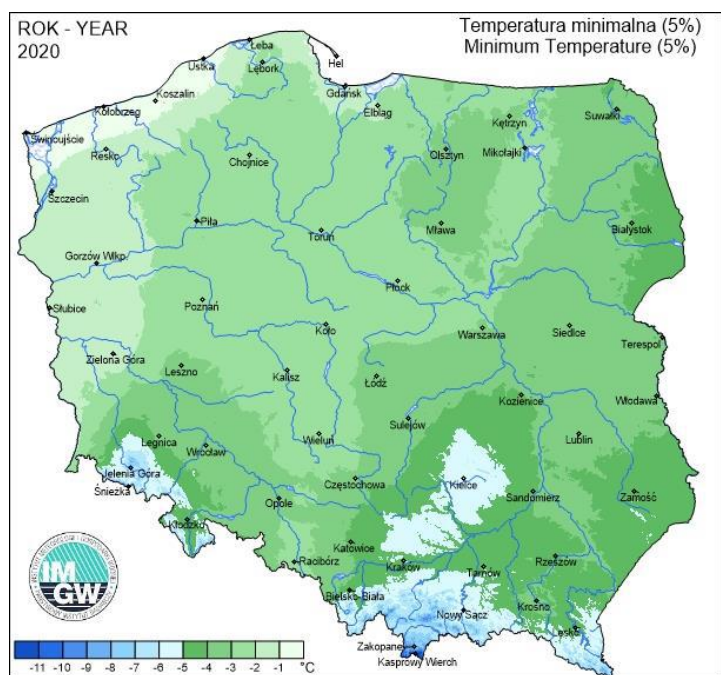 ROK - YEAR
2020
Temperatura minimalna (5%)
Minimum Temperature (5%)
Łeba
Ustka
Lębork
Hel
Koszalin
Gdańsk
Kołobrzeg
Elbląg
Kętrzyn
Suwałki
Świnoujście
Resko
Chojnice
Olsztyn
Mikołajki
Szczecin
Piła
Toruń
Mława
Białystok
Gorzów Wlkp.
Płock
Słubice
Poznań
Koło
Warszawa
Siedlce
Terespol
Zielona Góra
Leszno
Kalisz
Łódź
Kozienice
Włodawa
Sulejów
Legnica
Wrocław
Wieluń
Lublin
Jelenia Góra
Śnieżka
Opole
Częstochowa
Kielce
Sandomierz
Zamość
Kłodzko
Racibórz
Katowice
Kraków
Tarnów
Rzeszów
Bielsko-Biała
Nowy Sącz
Krosno
Lesko
Zakopane
Kasprowy Wierch
IM
GW
-11 -10 -9 -8 -7 -6 -5 -4 -3 -2 -1 °C